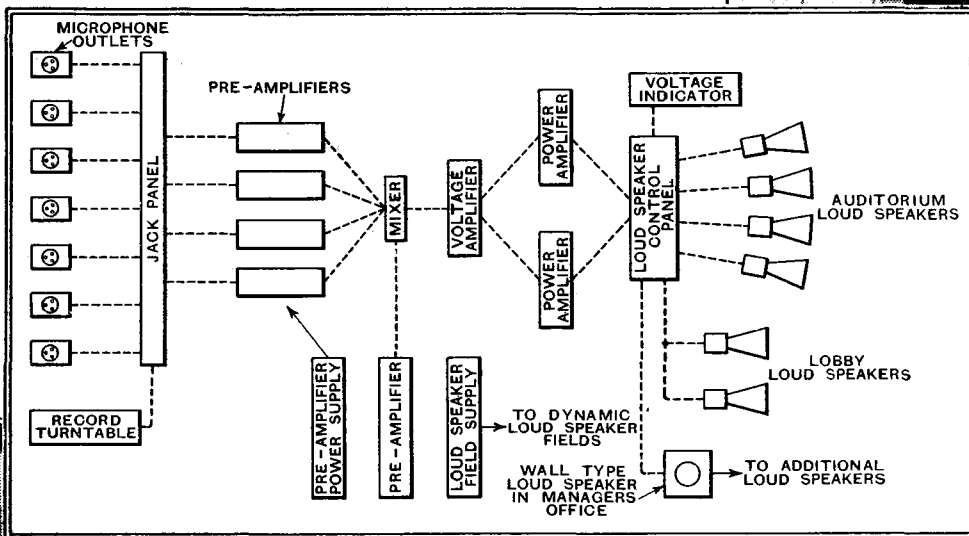 MICROPHONE
OUTLETS
JACK PANEL
RECORD
TURNTABLE
PRE-AMPLIFIERS
PRE-AMPLIFIER
POWER SUPPLY
MIXER
PRE-AMPLIFIER
VOLTAGE
AMPLIFIER
LOUD SPEAKER
FIELD SUPPLY
TO DYNAMIC
LOUD SPEAKER
FIELDS
POWER
AMPLIFIER
POWER
AMPLIFIER
VOLTAGE
INDICATOR
LOUD SPEAKER
CONTROL
PANEL
AUDITORIUM
LOUD SPEAKERS
LOBBY
LOUD SPEAKERS
WALL TYPE
LOUD SPEAKER
IN MANAGERS
OFFICE
TO ADDITIONAL
LOUD SPEAKERS